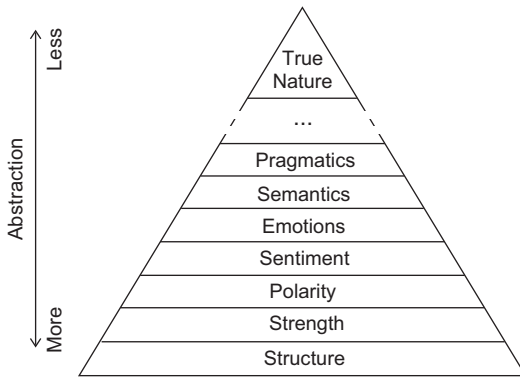 Less
Abstraction
More
True
Nature
...
Pragmatics
Semantics
Emotions
Sentiment
Polarity
Strength
Structure